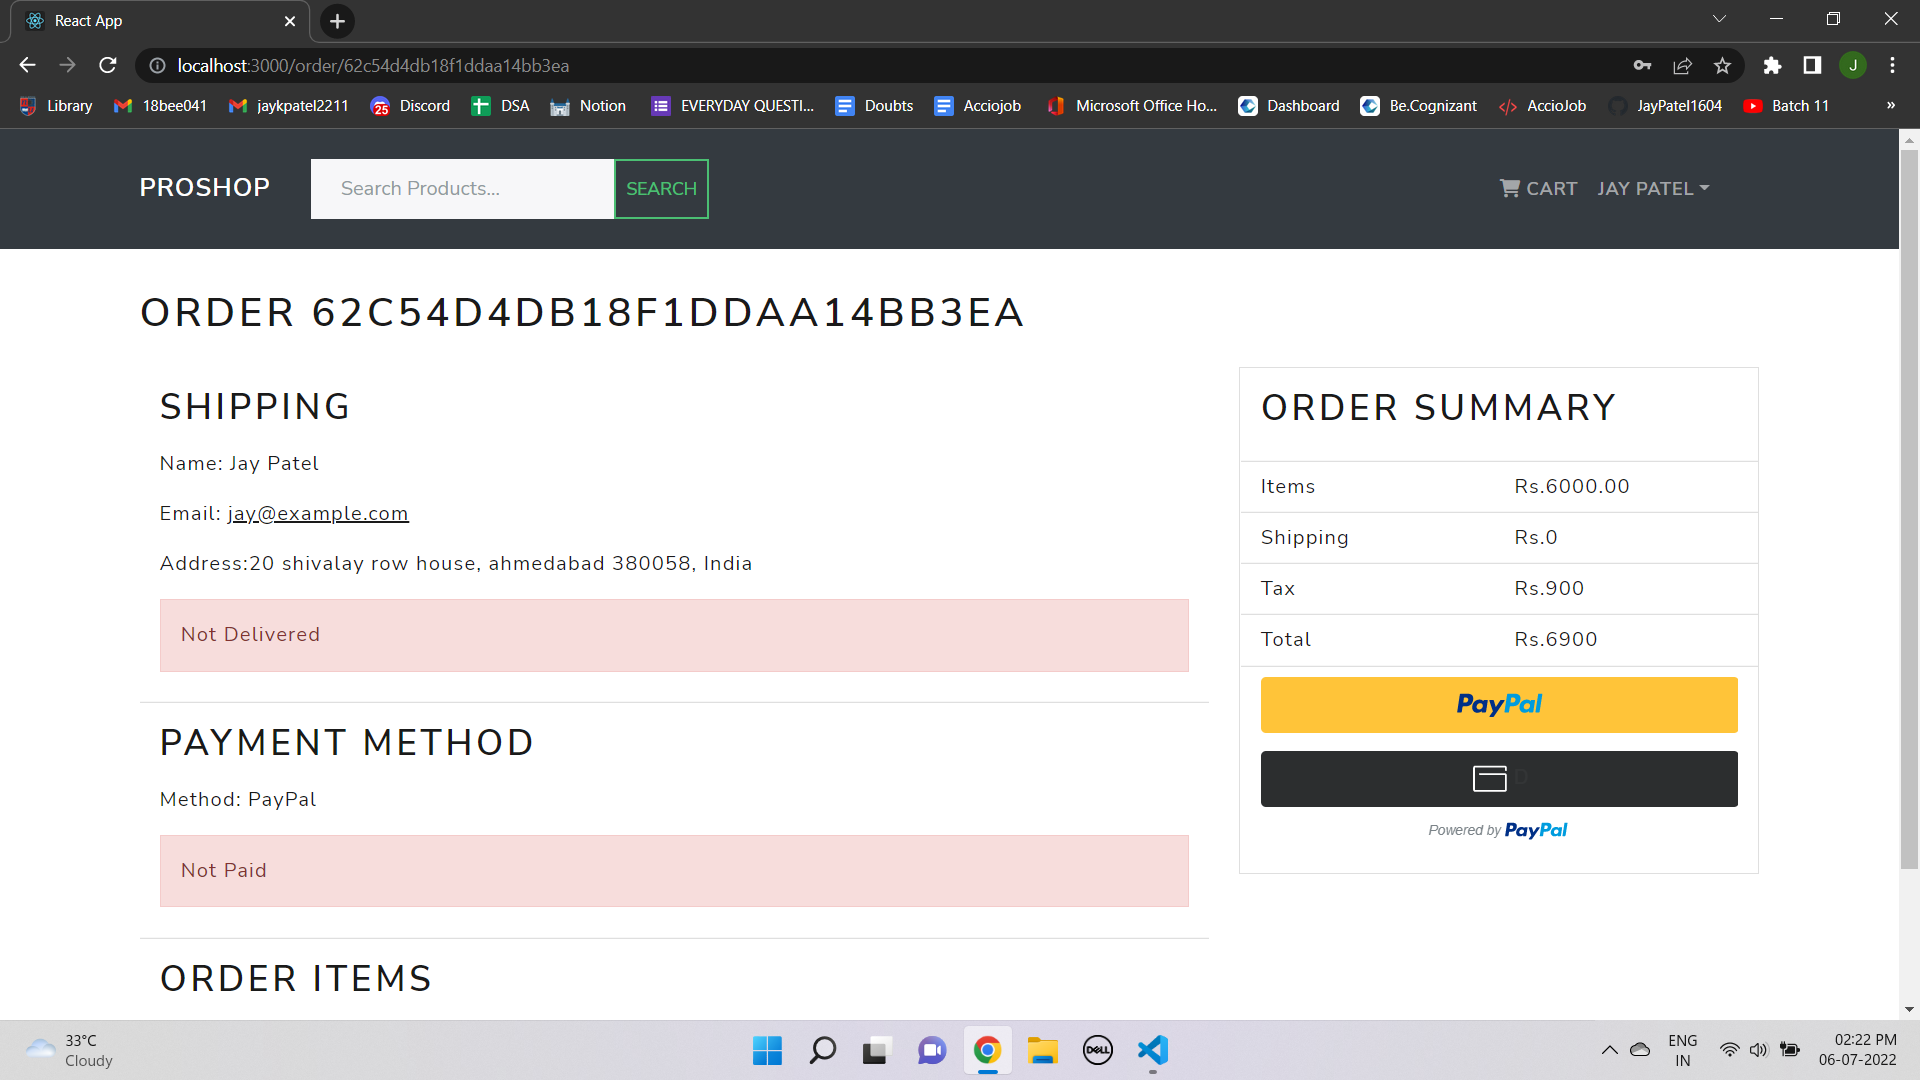 React App
localhost:3000/order/62c54d4db18f1ddaa14bb3ea
J
Library 18bee041 jaykpatel2211 25 Discord DSA Notion EVERYDAY QUESTI... Doubts Acciojob Microsoft Office Ho... Dashboard Be.Cognizant AccioJob JayPatel1604 Batch 11 »
PROSHOP Search Products... SEARCH CART JAY PATEL
ORDER 62C54D4DB18F1DDAA14BB3EA
SHIPPING
Name: Jay Patel
Email: jay@example.com
Address:20 shivalay row house, ahmedabad 380058, India
Not Delivered
PAYMENT METHOD
Method: PayPal
Not Paid
ORDER ITEMS
ORDER SUMMARY
Items Rs.6000.00
Shipping Rs.0
Tax Rs.900
Total Rs.6900
PayPal
D
Powered by PayPal
33°C
Cloudy
DELL
ENG
IN
02:22 PM
06-07-2022